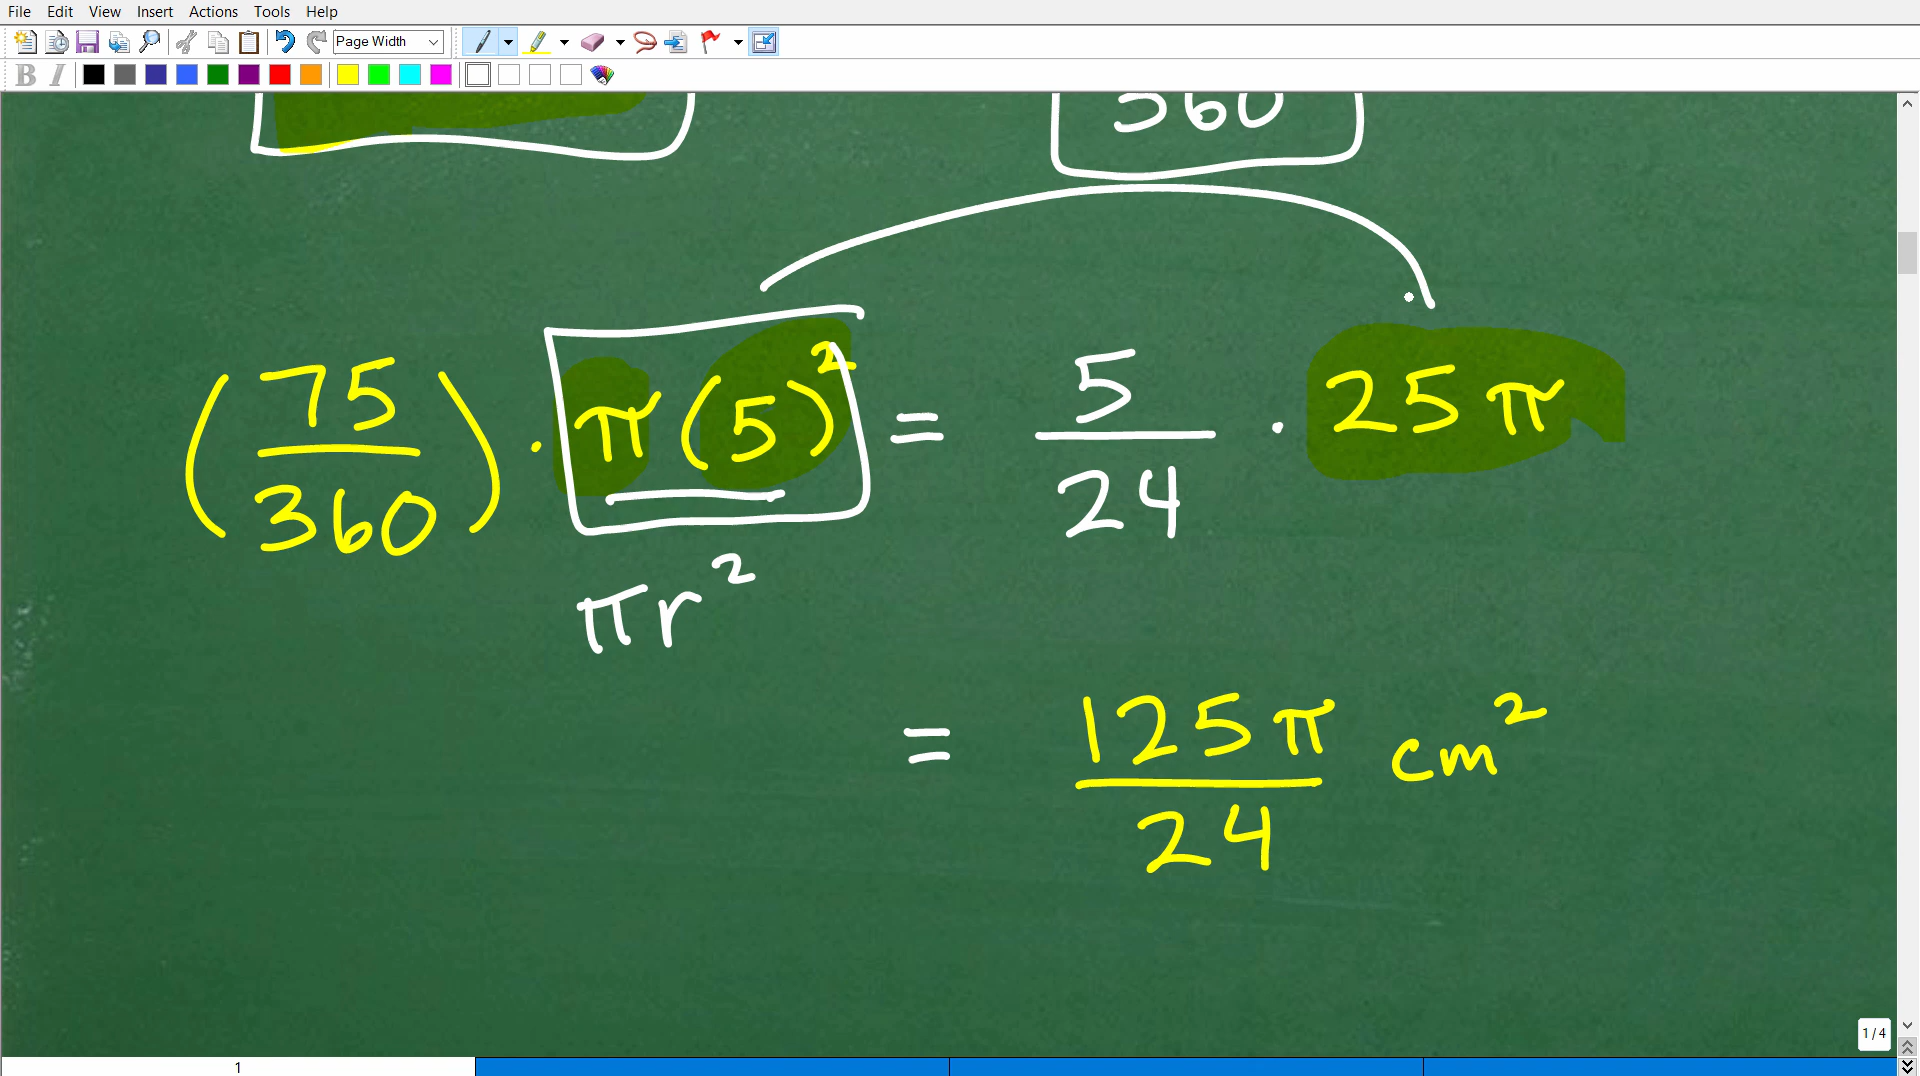 File Edit View Insert Actions Tools Help
Page Width
B I
360
(75/360) · π(5)² = 5/24 · 25π
πr²
= 125π/24 cm²
1 / 4
1